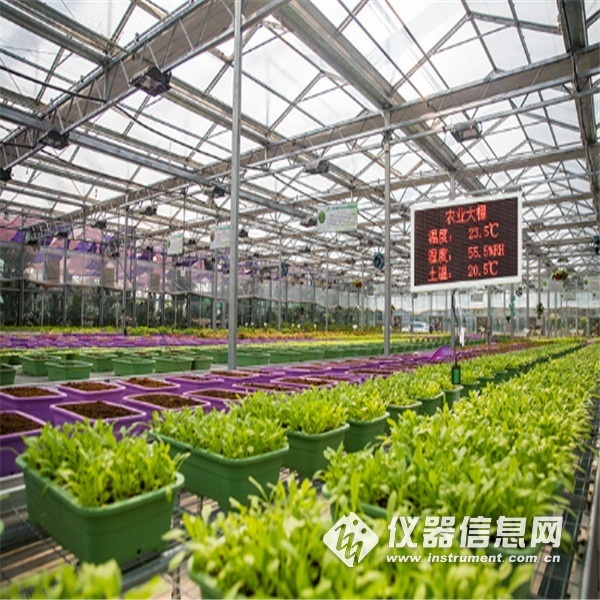 农业大棚
温度: 23.5℃
湿度: 55.5%RH
土温: 20.5℃
仪器信息网
www.instrument.com.cn